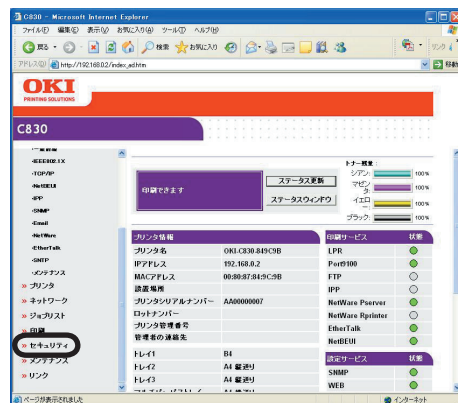 C830 - Microsoft Internet Explorer
ファイル(F) 編集(E) 表示(V) お気に入り(A) ツール(T) ヘルプ(H)
戻る 検索 お気に入り
アドレス(D) http://192.168.0.2/index_ad.htm 移動
OKI
PRINTING SOLUTIONS
C830
・一般情報
・IEEE802.1X
・TCP/IP
・NetBEUI
・IPP
・SNMP
・Email
・NetWare
・EtherTalk
・SNTP
・メンテナンス
» プリンタ
» ネットワーク
» ジョブリスト
» 印刷
» セキュリティ
» メンテナンス
» リンク
印刷できます
ステータス更新
ステータスウィンドウ
トナー残量:
シアン: 100%
マゼンタ: 100%
イエロー: 100%
ブラック: 100%
プリンタ情報
プリンタ名 OKI-C830-849C9B
IPアドレス 192.168.0.2
MACアドレス 00:80:87:84:9C:9B
設置場所
プリンタシリアルナンバー AA00000007
ロットナンバー
プリンタ管理番号
管理者の連絡先
トレイ1 B4
トレイ2 A4 縦送り
トレイ3 A4 縦送り
印刷サービス 状態
LPR
Port9100
FTP
IPP
NetWare Pserver
NetWare Rprinter
EtherTalk
NetBEUI
設定サービス 状態
SNMP
WEB
ページが表示されました
インターネット